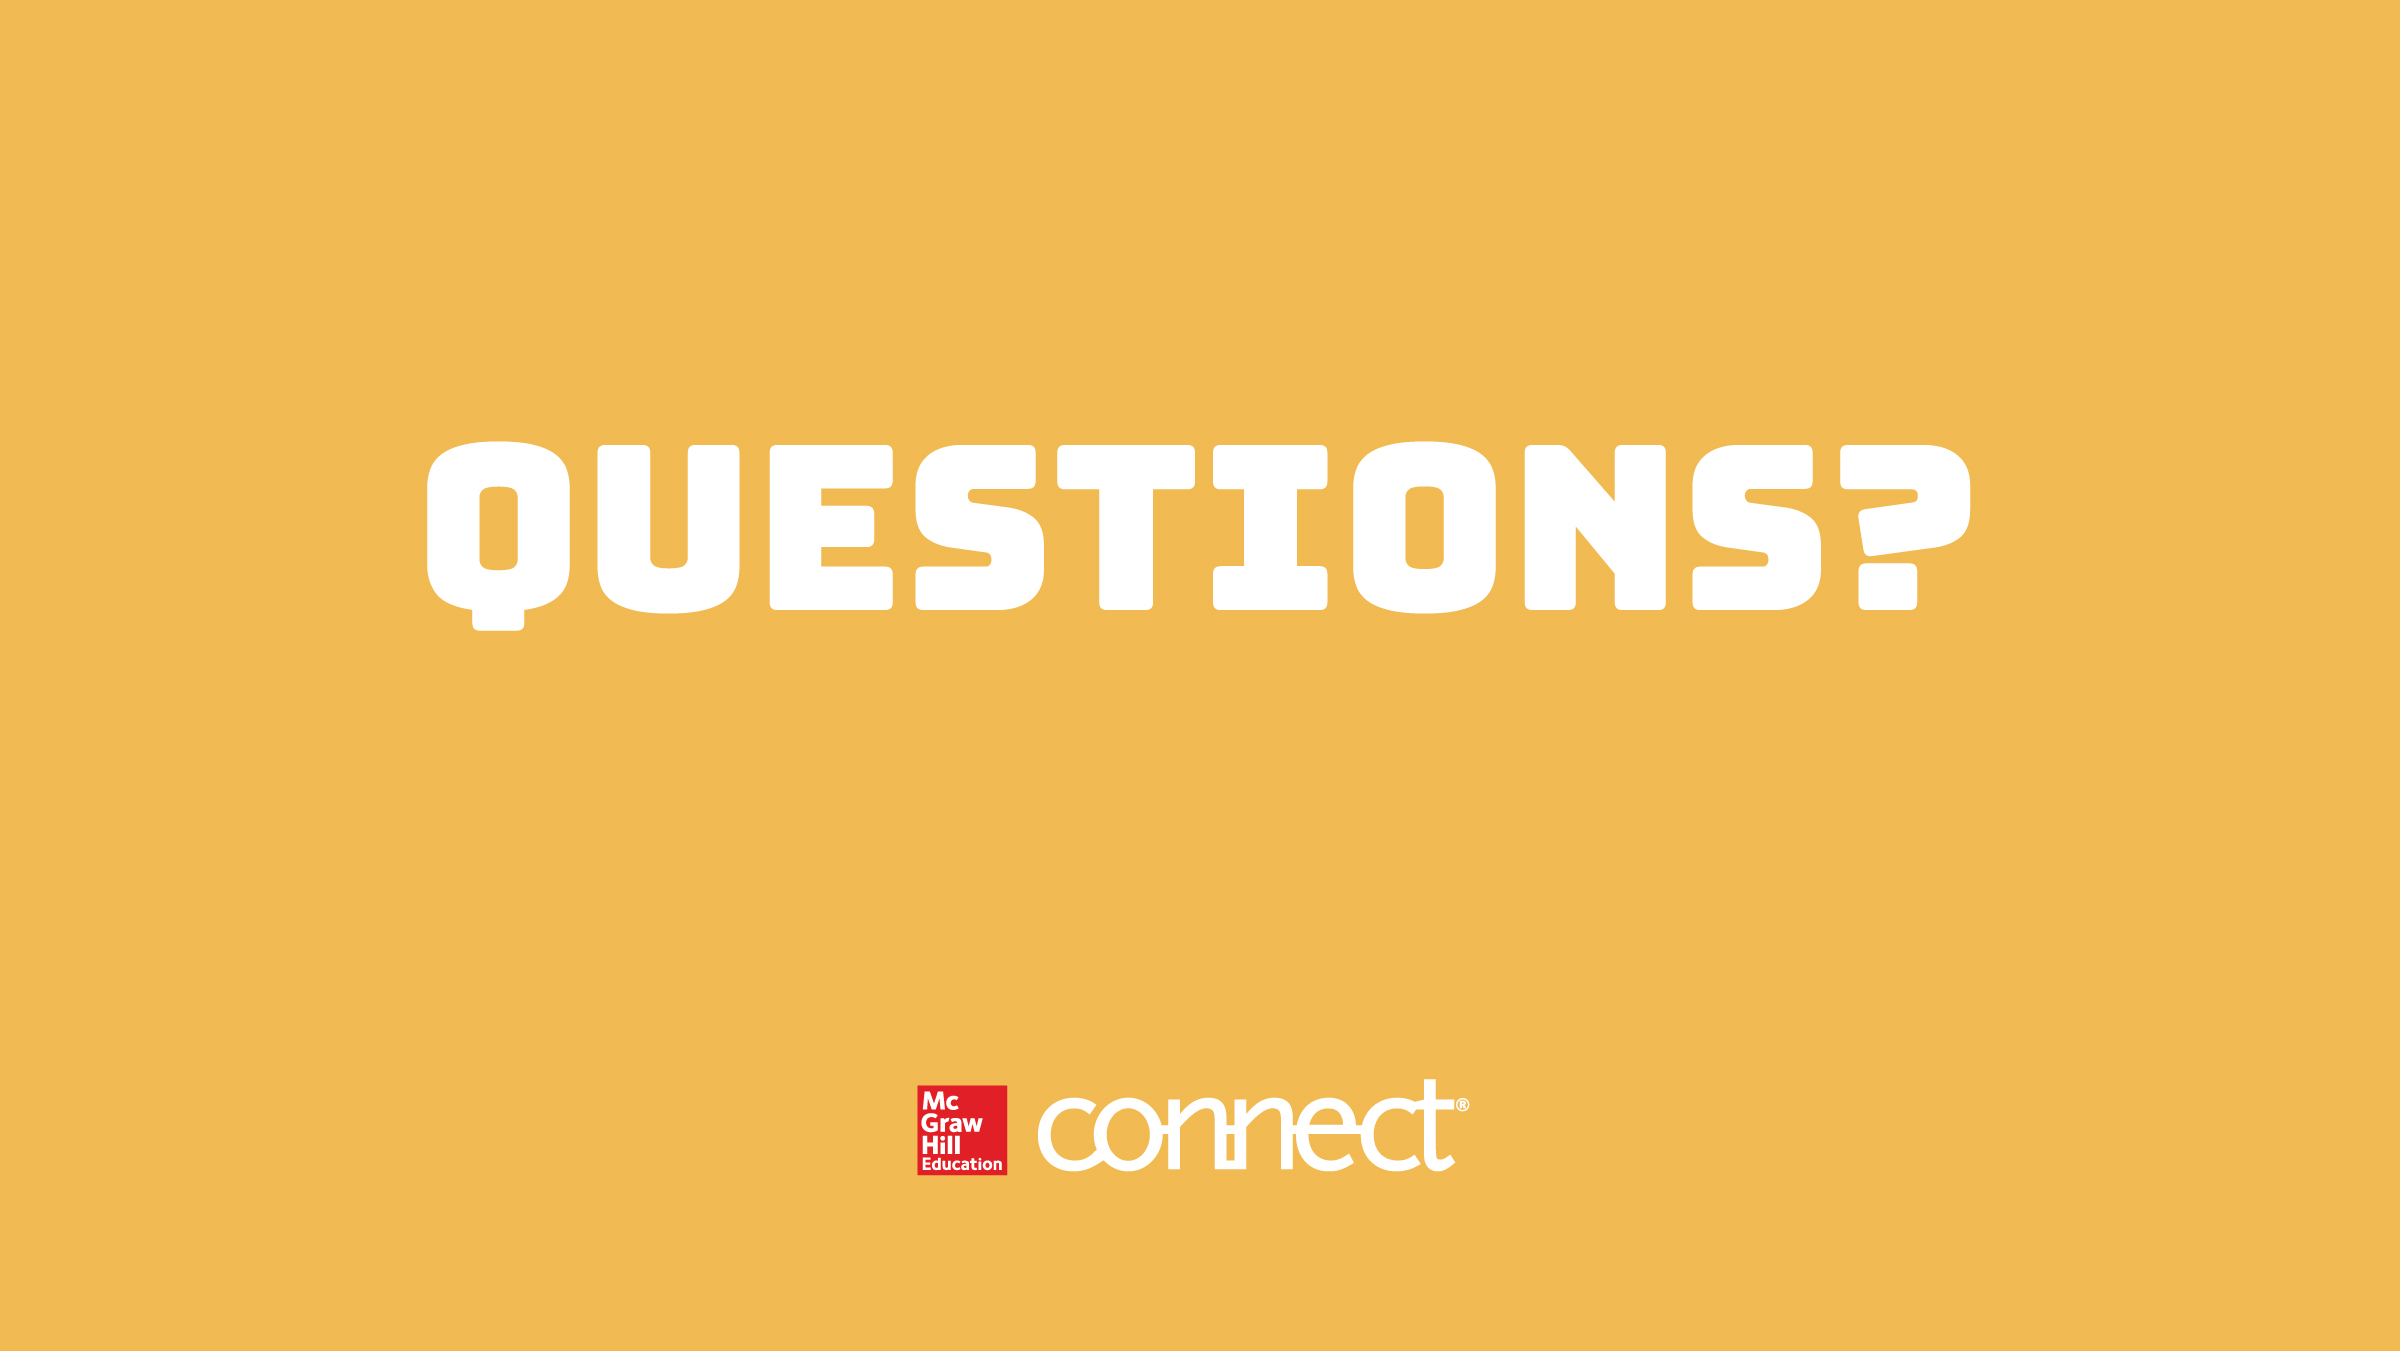 QUESTIONS?
Mc
Graw
Hill
Education
connect®